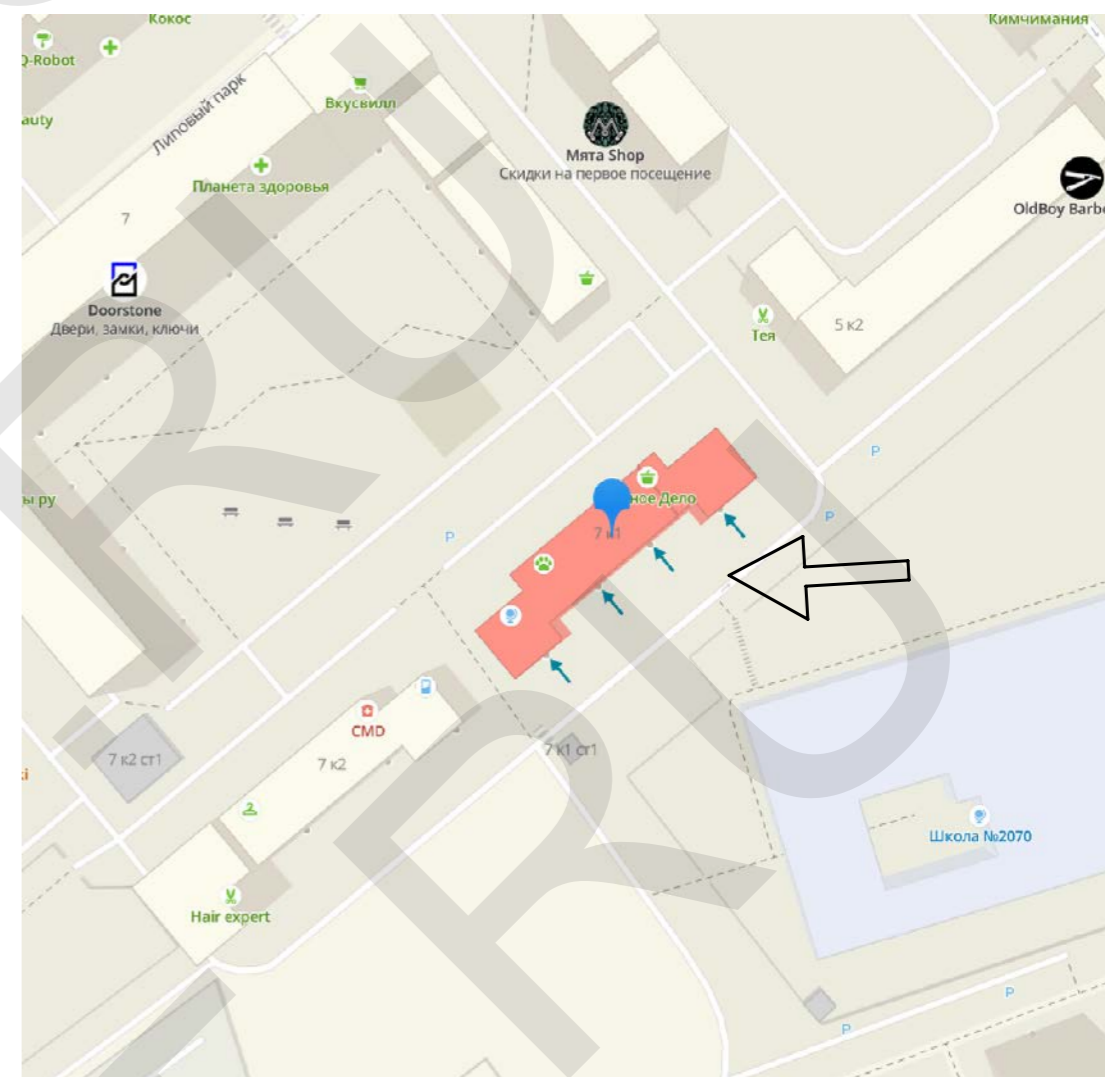 Кокос
Кимчимания
Q-Robot
auty
Липовый парк
Вкусвилл
Мята Shop
Скидки на первое посещение
Планета здоровья
7
OldBoy Barbe
Doorstone
Двери, замки, ключи
5 к2
Тея
P
ы ру
ное Дело
P
P
7 к1
CMD
7 к2 ст1
7 к2
7 к1 ст1
Школа №2070
Hair expert
P
P